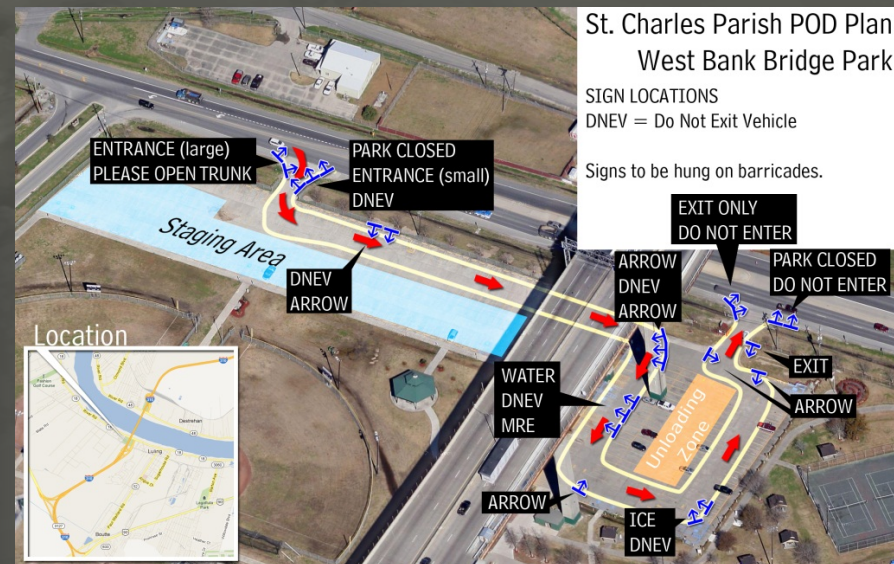 St. Charles Parish POD Plan
West Bank Bridge Park
SIGN LOCATIONS
DNEV = Do Not Exit Vehicle
Signs to be hung on barricades.
ENTRANCE (large)
PLEASE OPEN TRUNK
PARK CLOSED
ENTRANCE (small)
DNEV
EXIT ONLY
DO NOT ENTER
PARK CLOSED
DO NOT ENTER
Staging Area
DNEV
ARROW
ARROW
DNEV
ARROW
EXIT
ARROW
WATER
DNEV
MRE
Unloading
Zone
ARROW
ICE
DNEV
Location
Destrehan
Luling
Boutte